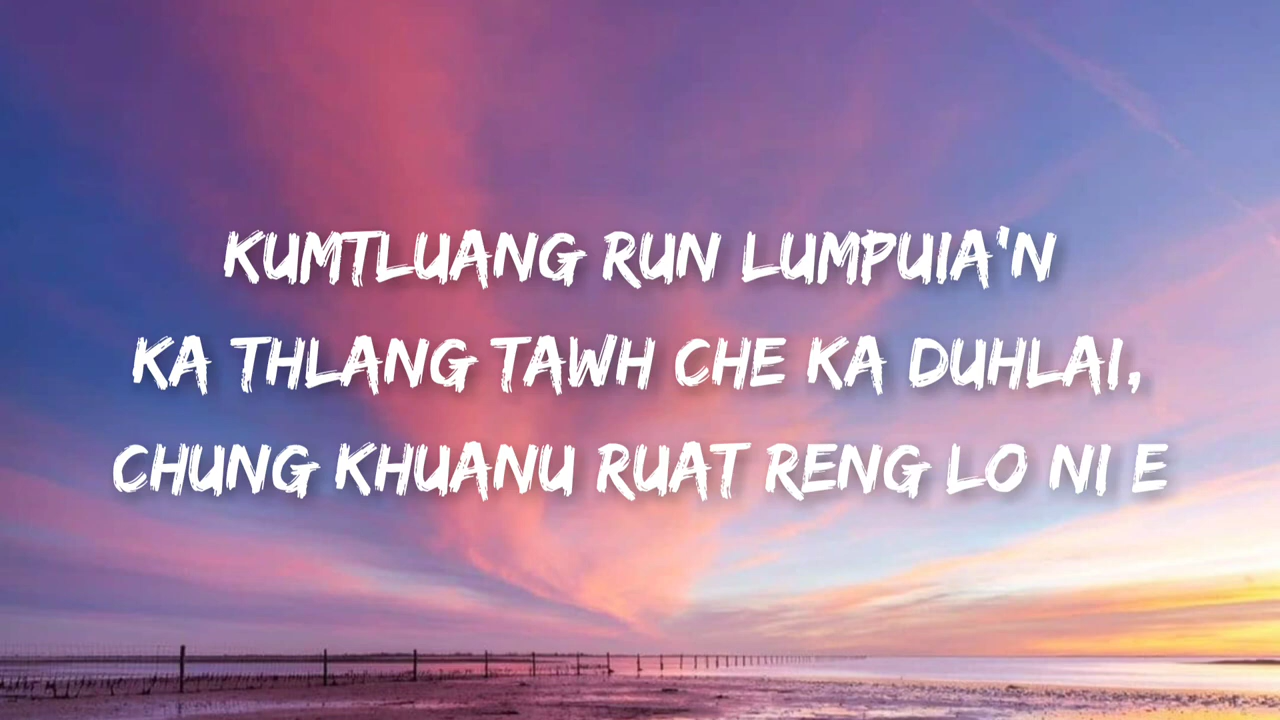 KUMTLUANG RUN LUMPUIA'N
KA THLANG TAWH CHE KA DUHLAI,
CHUNG KHUANU RUAT RENG LO NI E